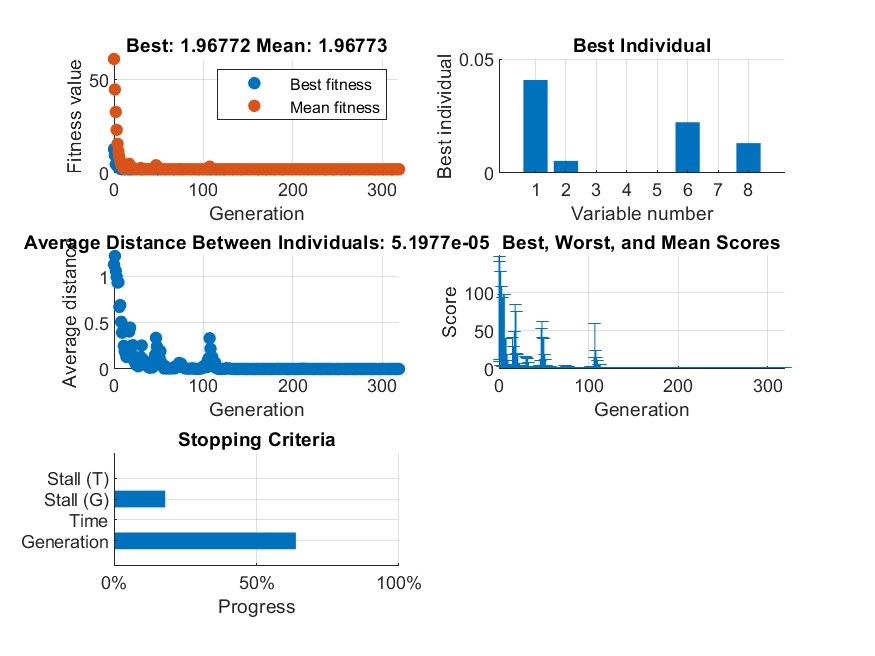 Best: 1.96772 Mean: 1.96773
Fitness value
50
0
Best fitness
Mean fitness
0 100 200 300
Generation
Best Individual
Best individual
0.05
0
1 2 3 4 5 6 7 8
Variable number
Average Distance Between Individuals: 5.1977e-05
Average distance
1
0.5
0
0 100 200 300
Generation
Best, Worst, and Mean Scores
Score
100
50
0
0 100 200 300
Generation
Stopping Criteria
Stall (T)
Stall (G)
Time
Generation
0% 50% 100%
Progress